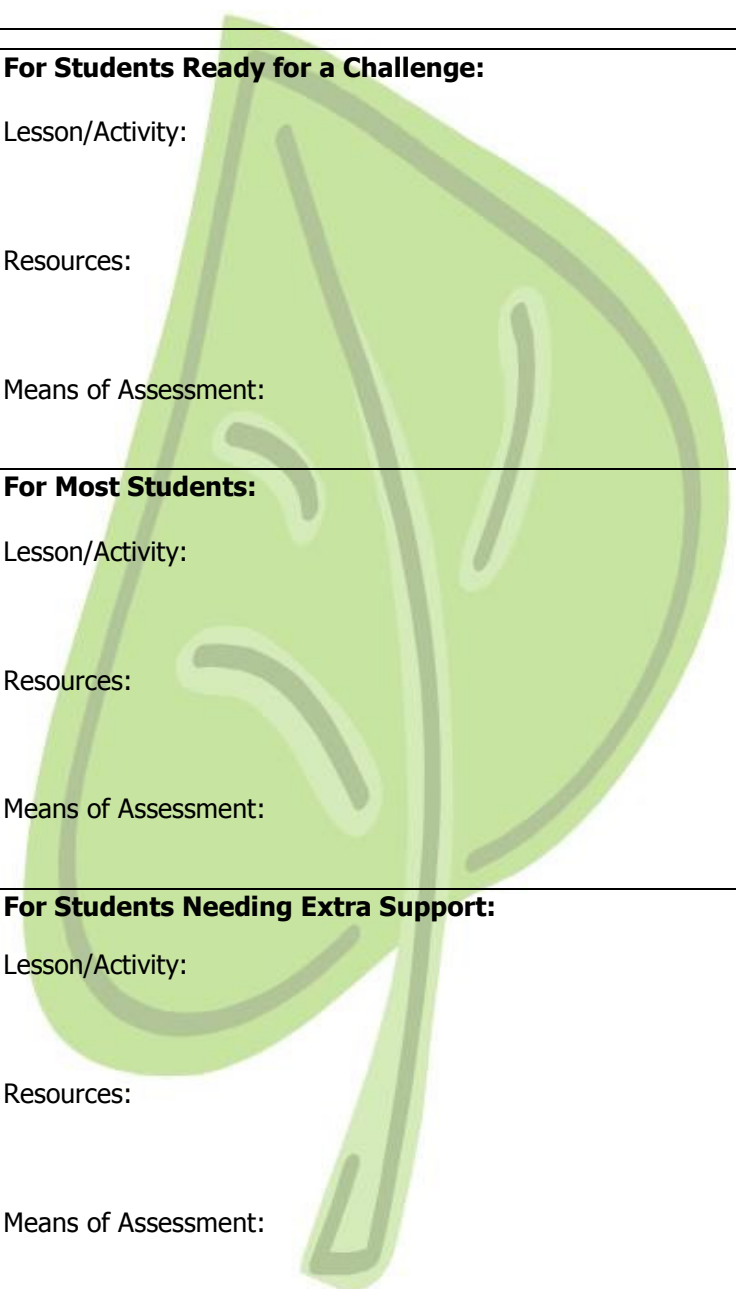 For Students Ready for a Challenge:
Lesson/Activity:
Resources:
Means of Assessment:
For Most Students:
Lesson/Activity:
Resources:
Means of Assessment:
For Students Needing Extra Support:
Lesson/Activity:
Resources:
Means of Assessment: